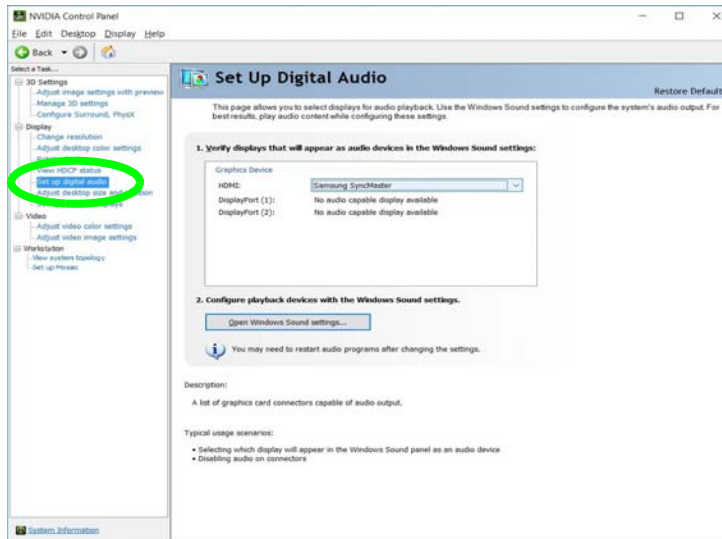 NVIDIA Control Panel
File Edit Desktop Display Help
Back
Select a Task...
3D Settings
Adjust image settings with preview
Manage 3D settings
Configure Surround, PhysX
Display
Change resolution
Adjust desktop color settings
View HDCP status
Set up digital audio
Adjust desktop size and
Video
Adjust video color settings
Adjust video image settings
Workstation
View system topology
Set up Mosaic
System Information
Set Up Digital Audio
Restore Default
This page allows you to select displays for audio playback. Use the Windows Sound settings to configure the system's audio output. For
best results, play audio content while configuring these settings.
1. Verify displays that will appear as audio devices in the Windows Sound settings:
Graphics Device
HDMI: Samsung SyncMaster
DisplayPort (1): No audio capable display available
DisplayPort (2): No audio capable display available
2. Configure playback devices with the Windows Sound settings.
Open Windows Sound settings...
You may need to restart audio programs after changing the settings.
Description:
A list of graphics card connectors capable of audio output.
Typical usage scenarios:
• Selecting which display will appear in the Windows Sound panel as an audio device
• Disabling audio on connectors